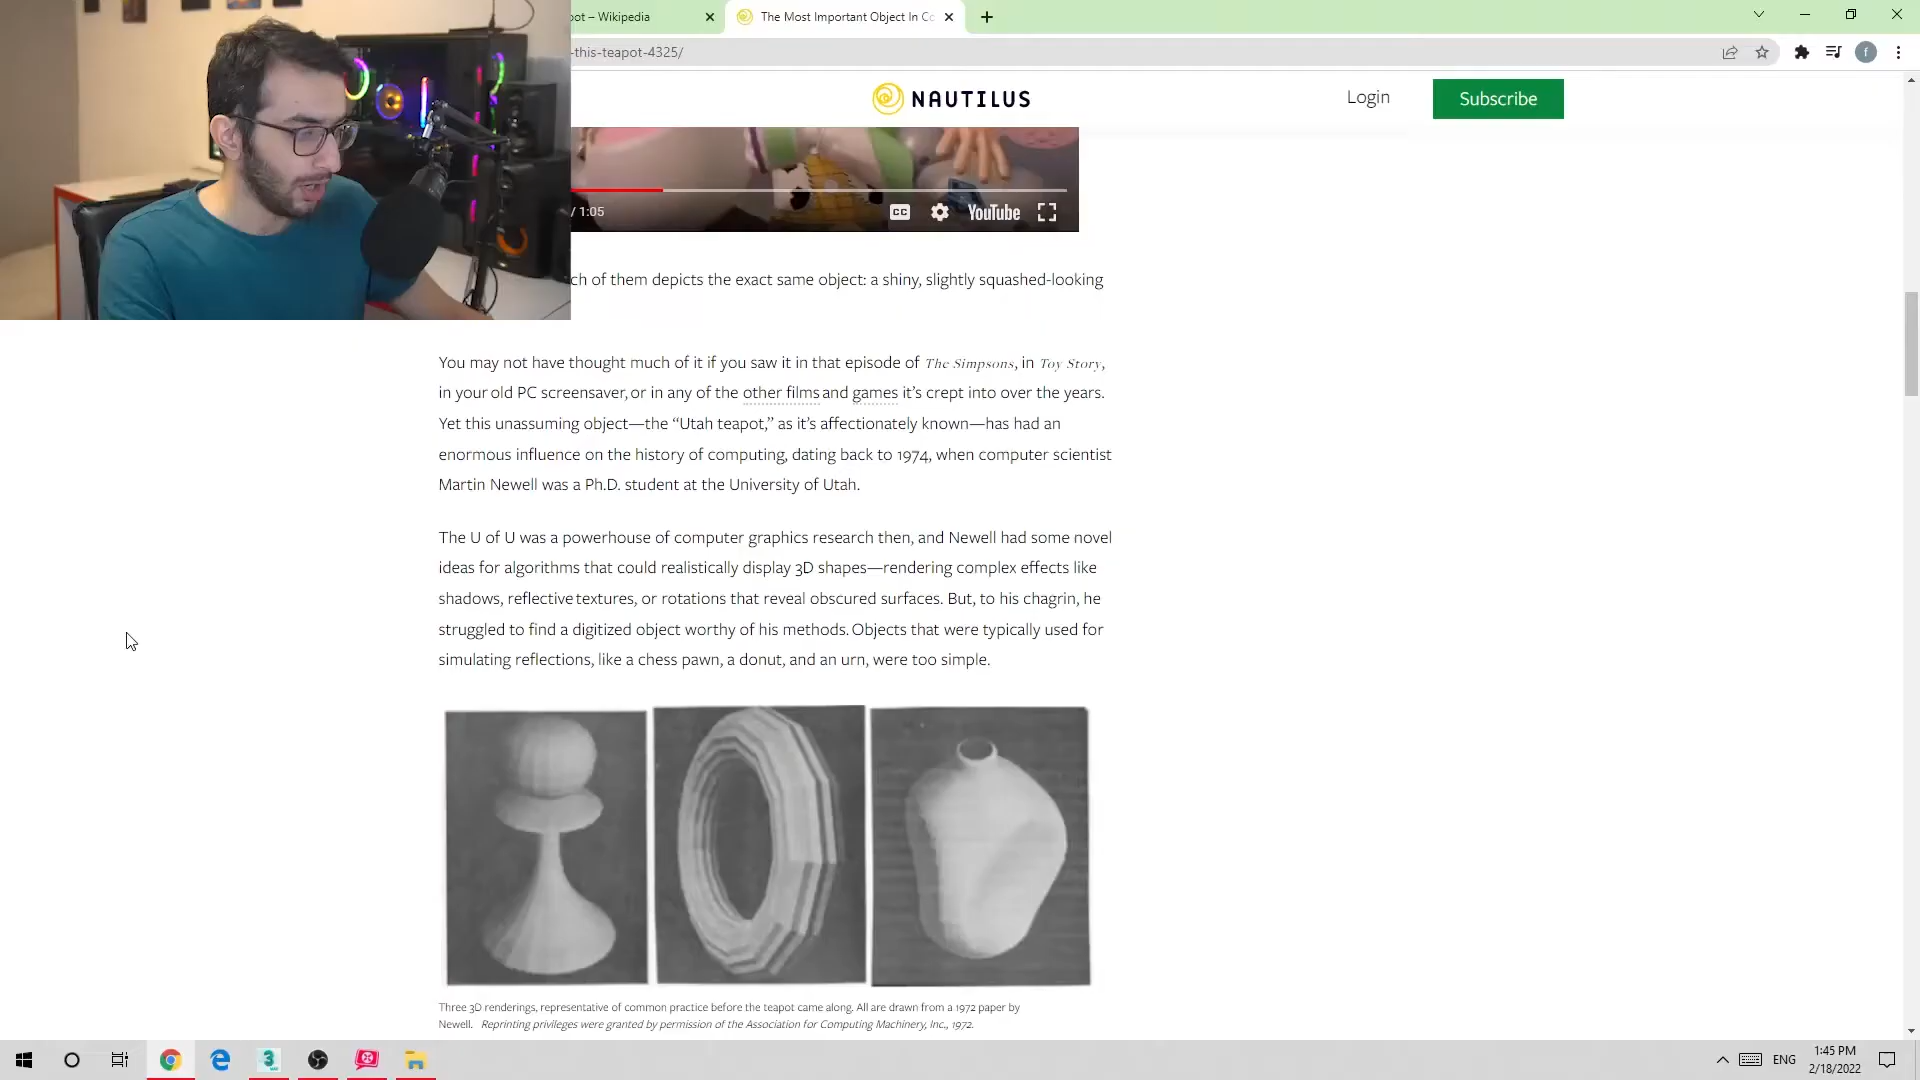 pot – Wikipedia
The Most Important Object In Co
-this-teapot-4325/
f
NAUTILUS
Login
Subscribe
/ 1:05
CC
YouTube
ch of them depicts the exact same object: a shiny, slightly squashed-looking
You may not have thought much of it if you saw it in that episode of The Simpsons, in Toy Story,
in your old PC screensaver, or in any of the other films and games it’s crept into over the years.
Yet this unassuming object—the “Utah teapot,” as it’s affectionately known—has had an
enormous influence on the history of computing, dating back to 1974, when computer scientist
Martin Newell was a Ph.D. student at the University of Utah.
The U of U was a powerhouse of computer graphics research then, and Newell had some novel
ideas for algorithms that could realistically display 3D shapes—rendering complex effects like
shadows, reflective textures, or rotations that reveal obscured surfaces. But, to his chagrin, he
struggled to find a digitized object worthy of his methods. Objects that were typically used for
simulating reflections, like a chess pawn, a donut, and an urn, were too simple.
Three 3D renderings, representative of common practice before the teapot came along. All are drawn from a 1972 paper by
Newell. Reprinting privileges were granted by permission of the Association for Computing Machinery, Inc., 1972.
3
ENG
1:45 PM
2/18/2022